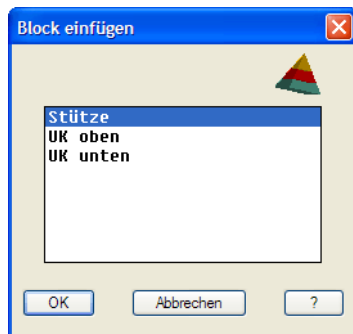 Block einfügen
Stütze
UK oben
UK unten
OK
Abbrechen
?